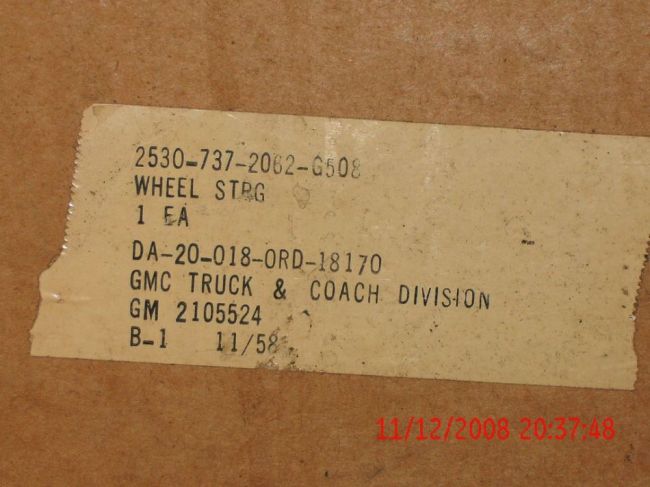 2530-737-2062-G508
WHEEL STRG
1 EA
DA-20-018-ORD-18170
GMC TRUCK & COACH DIVISION
GM 2105524
B-1 11/58
11/12/2008 20:37:48